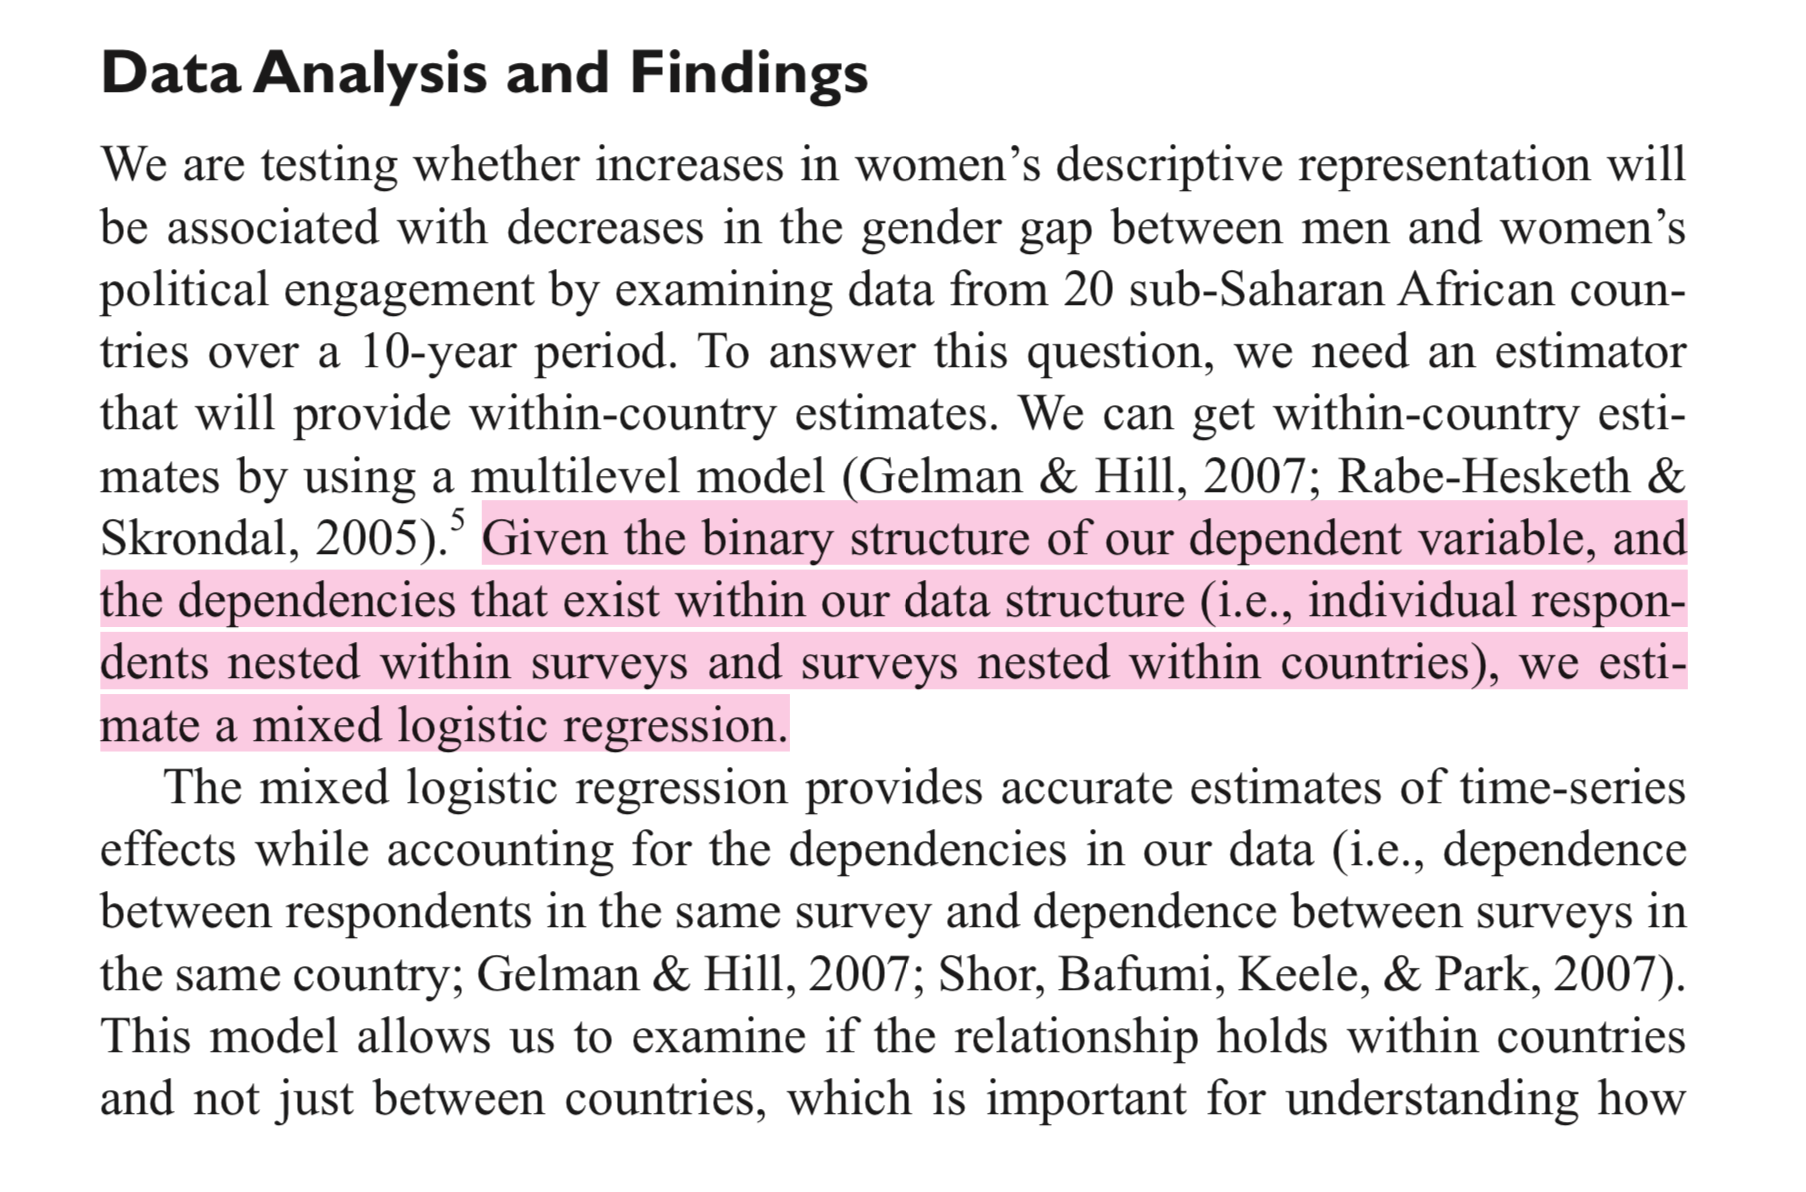 Data Analysis and Findings
We are testing whether increases in women’s descriptive representation will
be associated with decreases in the gender gap between men and women’s
political engagement by examining data from 20 sub-Saharan African coun-
tries over a 10-year period. To answer this question, we need an estimator
that will provide within-country estimates. We can get within-country esti-
mates by using a multilevel model (Gelman & Hill, 2007; Rabe-Hesketh &
Skrondal, 2005).5 Given the binary structure of our dependent variable, and
the dependencies that exist within our data structure (i.e., individual respon-
dents nested within surveys and surveys nested within countries), we esti-
mate a mixed logistic regression.
The mixed logistic regression provides accurate estimates of time-series
effects while accounting for the dependencies in our data (i.e., dependence
between respondents in the same survey and dependence between surveys in
the same country; Gelman & Hill, 2007; Shor, Bafumi, Keele, & Park, 2007).
This model allows us to examine if the relationship holds within countries
and not just between countries, which is important for understanding how